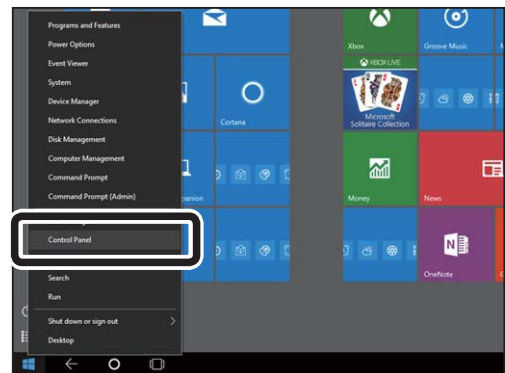 Programs and Features
Power Options
Event Viewer
System
Device Manager
Network Connections
Disk Management
Computer Management
Command Prompt
Command Prompt (Admin)
Control Panel
Search
Run
Shut down or sign out
Desktop
Cortana
Xbox
Groove Music
XBOX LIVE
Microsoft
Solitaire Collection
Money
News
OneNote